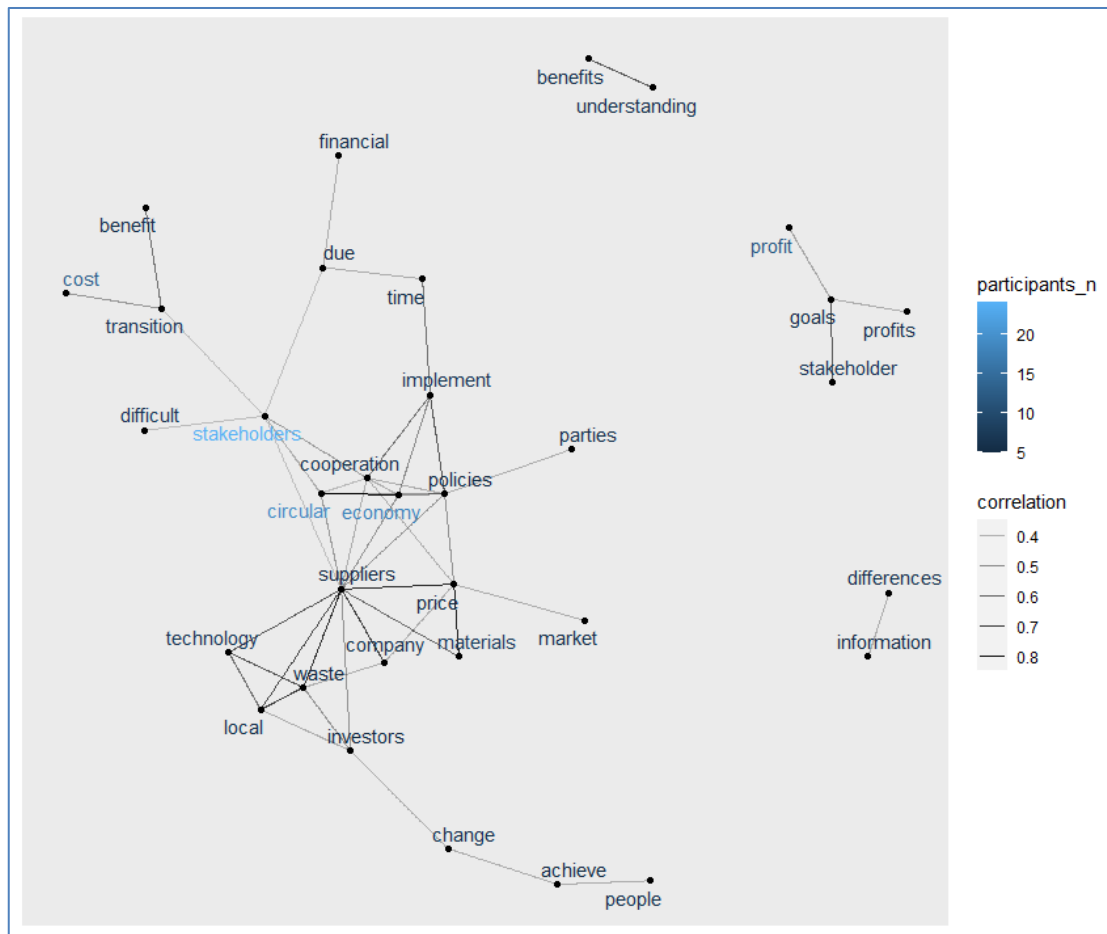 benefits
understanding
financial
benefit
profit
due
cost
time
goals
profits
transition
stakeholder
implement
difficult
stakeholders
parties
cooperation
policies
circular
economy
suppliers
price
differences
technology
company
materials
market
information
waste
local
investors
change
achieve
people
participants_n
20
15
10
5
correlation
0.4
0.5
0.6
0.7
0.8